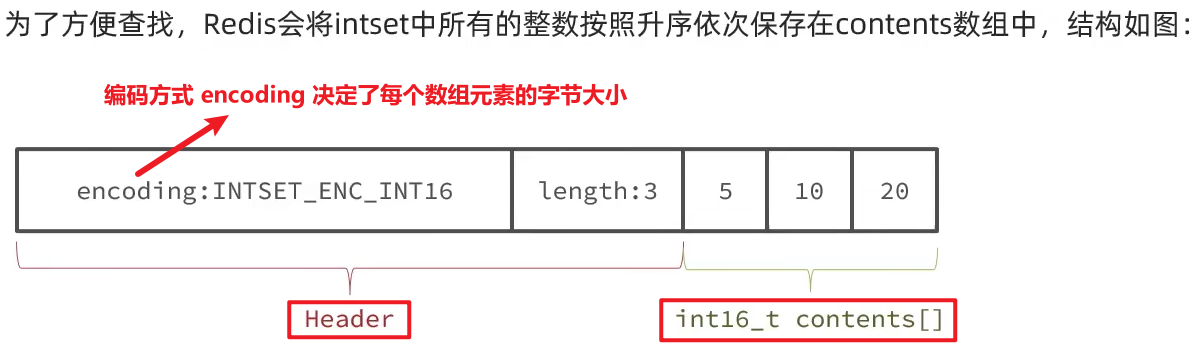 为了方便查找，Redis会将intset中所有的整数按照升序依次保存在contents数组中，结构如图：
编码方式 encoding 决定了每个数组元素的字节大小
encoding:INTSET_ENC_INT16 length:3 5 10 20
Header int16_t contents[]